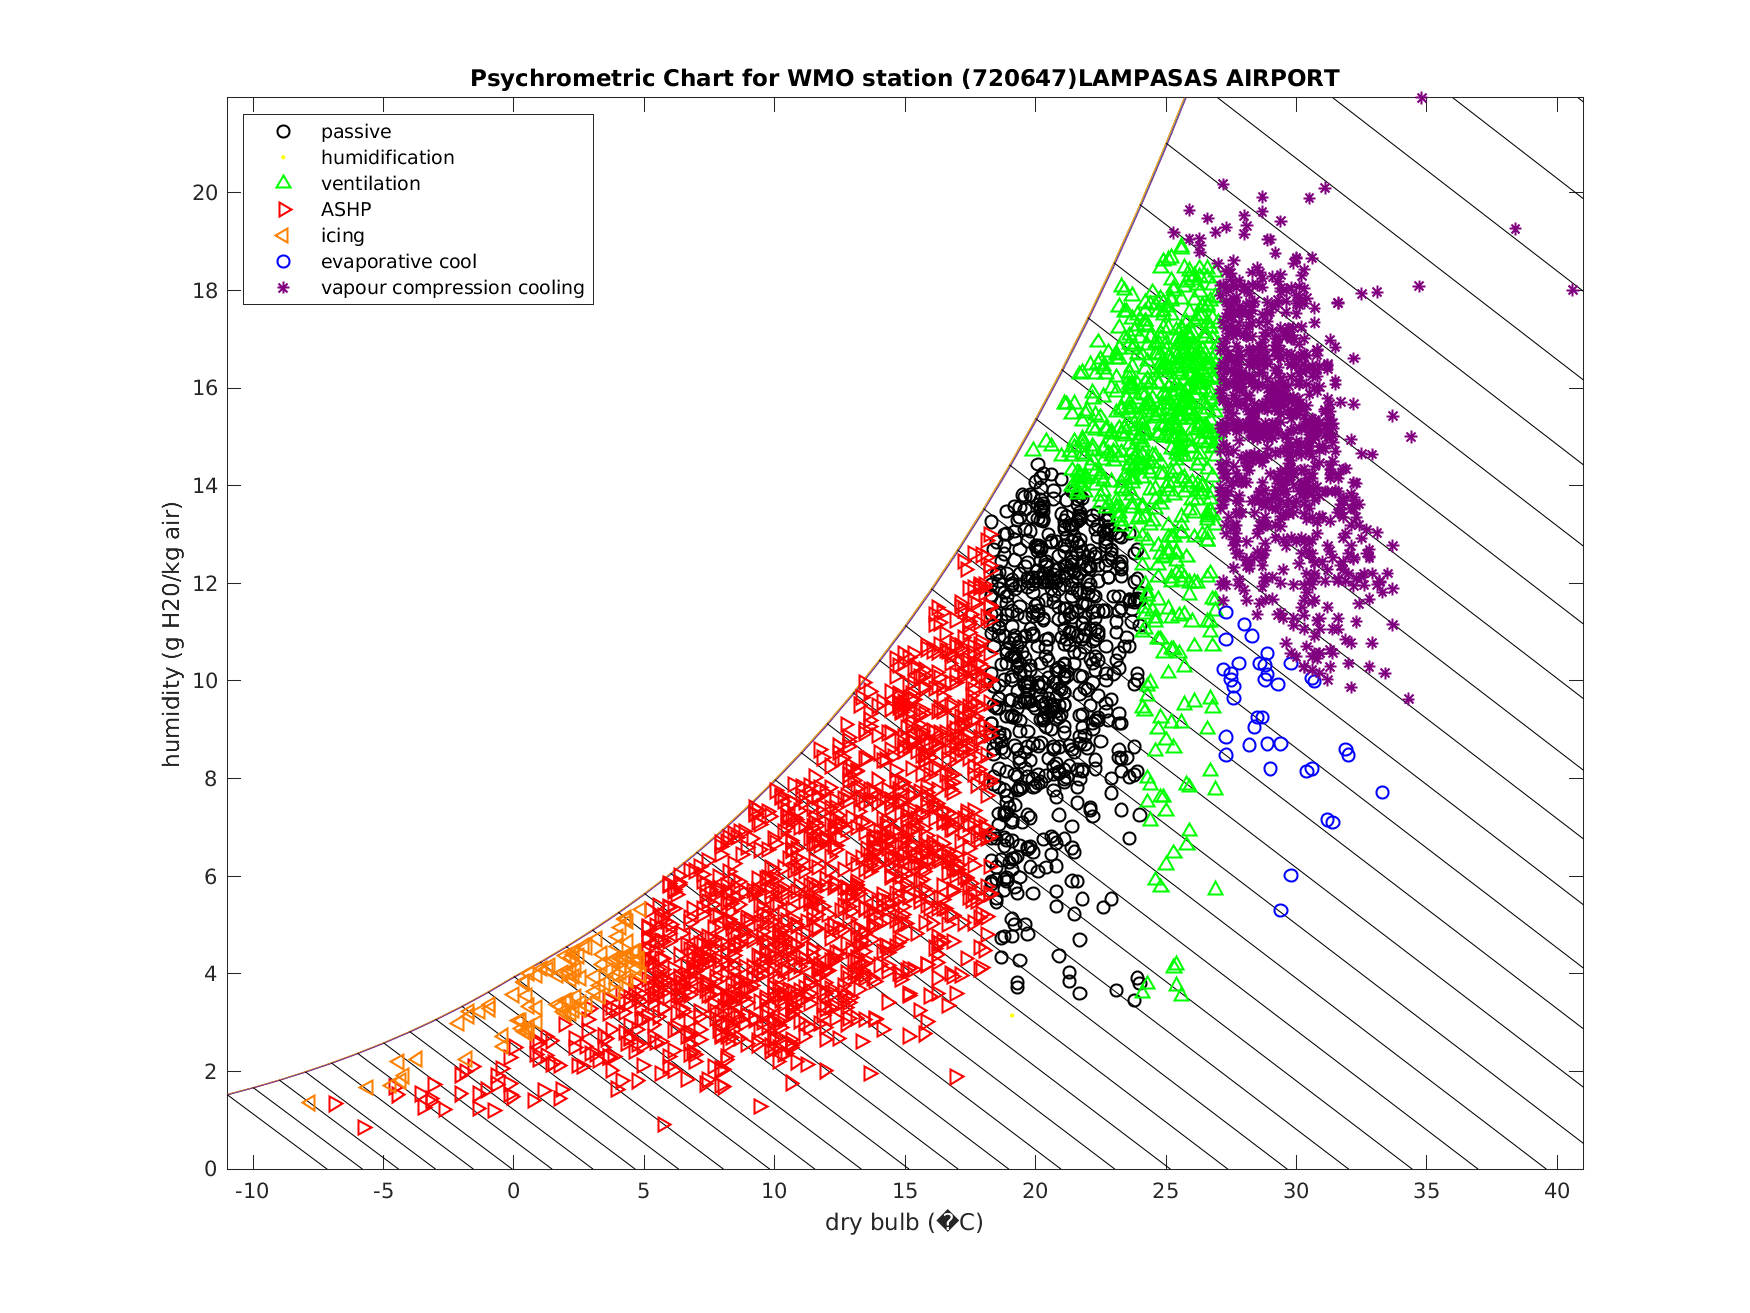 Psychrometric Chart for WMO station (720647)LAMPASAS AIRPORT
passive
humidification
ventilation
ASHP
icing
evaporative cool
vapour compression cooling
humidity (g H20/kg air)
20
18
16
14
12
10
8
6
4
2
0
-10 -5 0 5 10 15 20 25 30 35 40
dry bulb (�C)